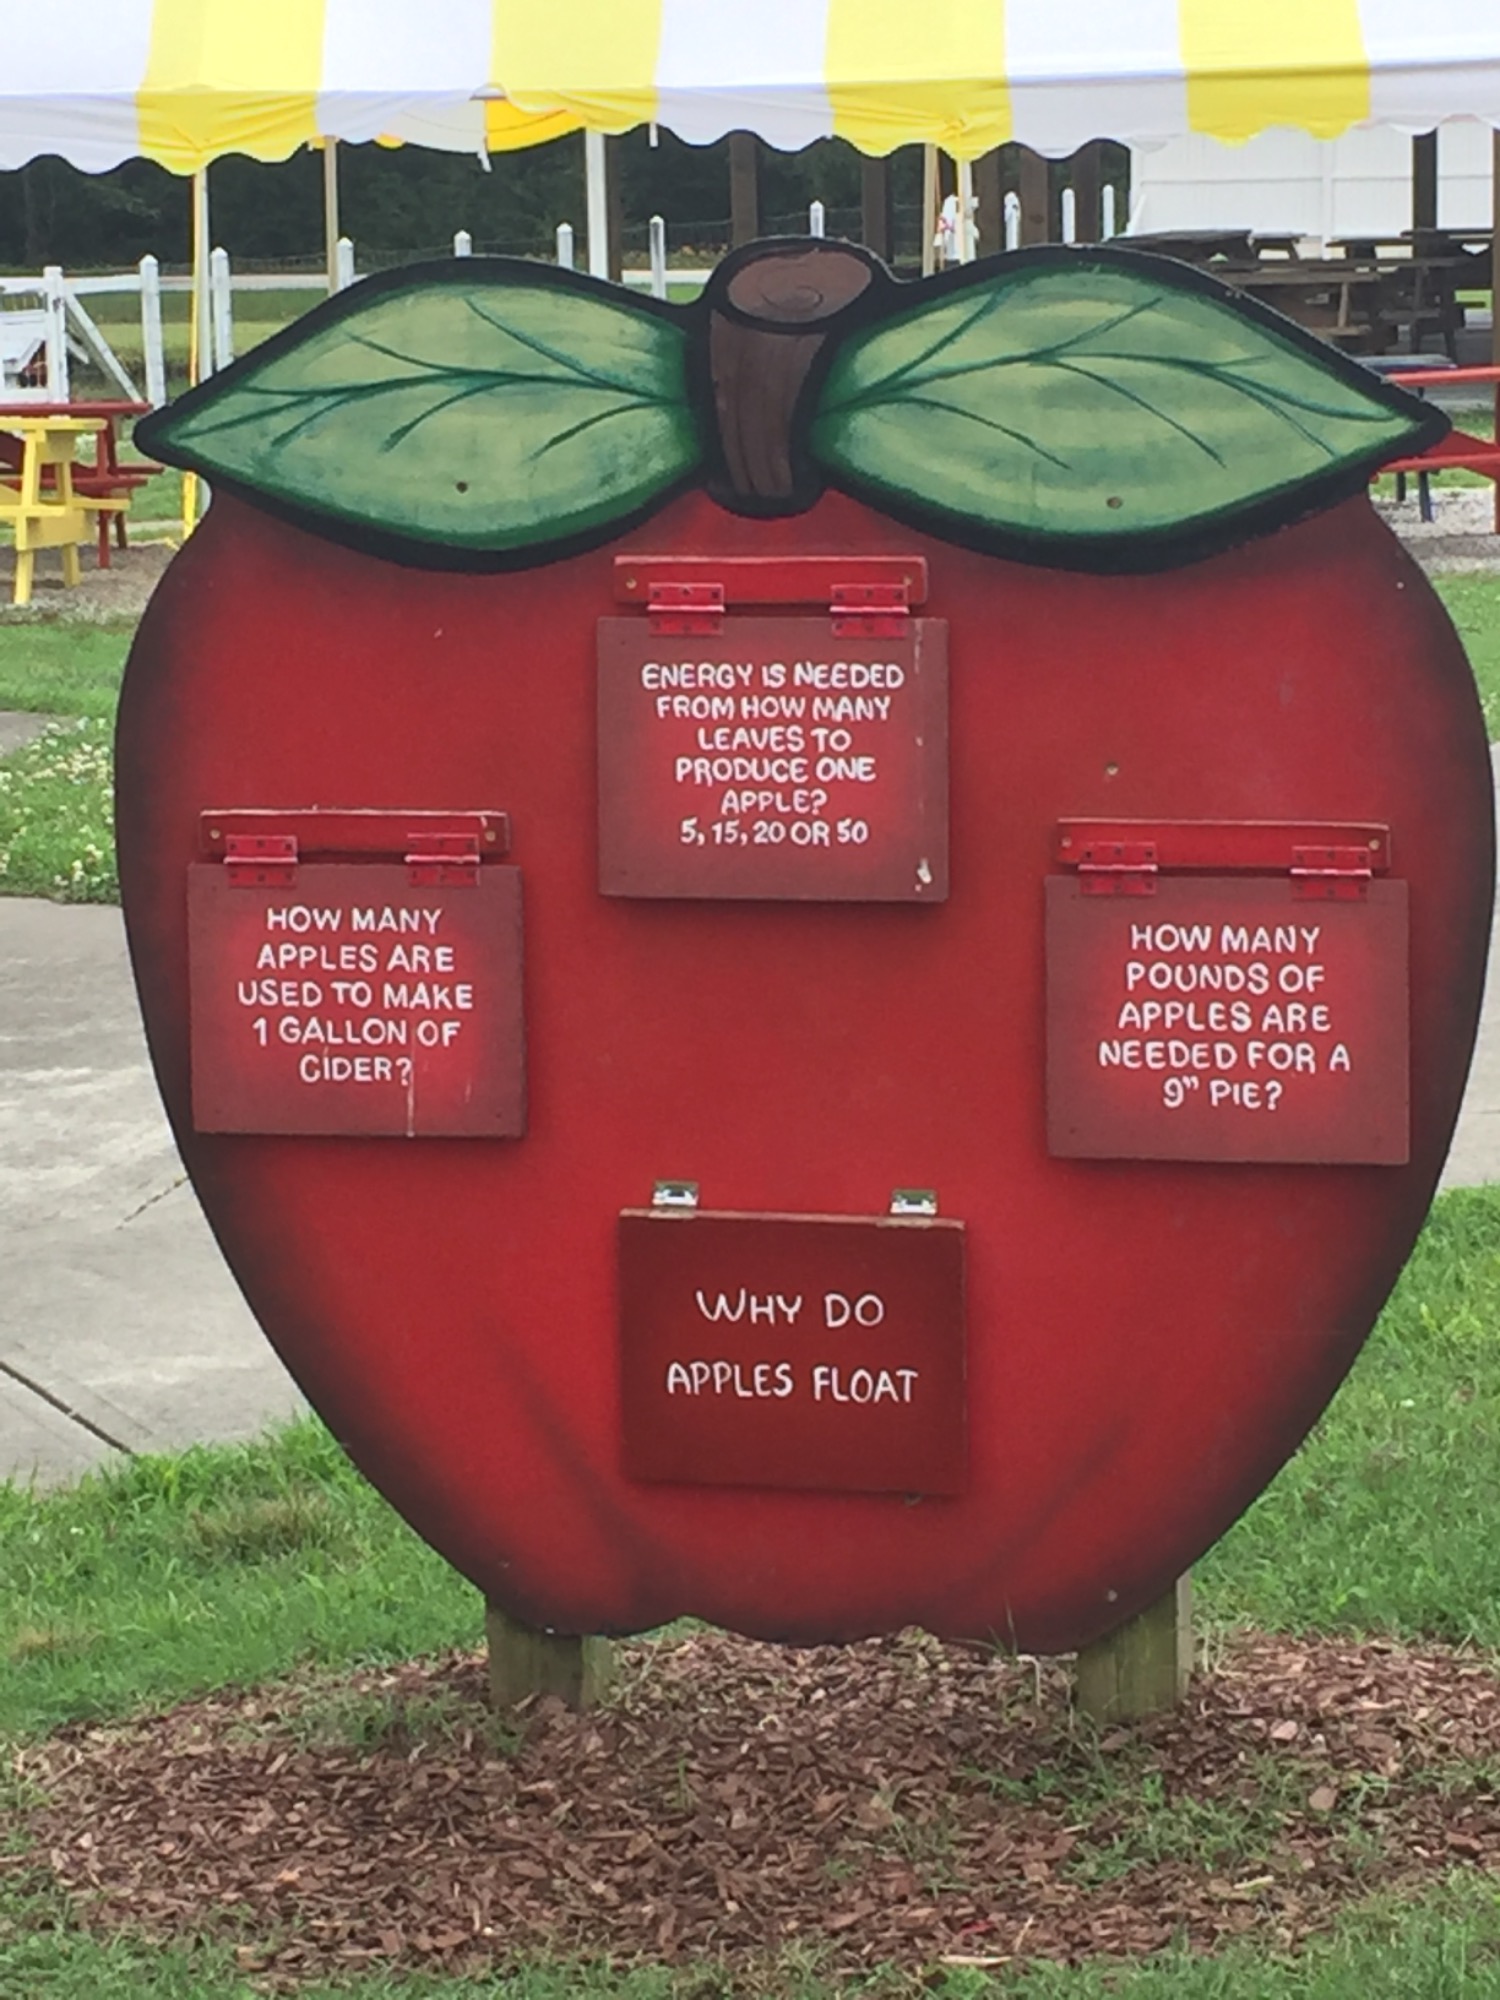 ENERGY IS NEEDED
FROM HOW MANY
LEAVES TO
PRODUCE ONE
APPLE?
5, 15, 20 OR 50
HOW MANY
APPLES ARE
USED TO MAKE
1 GALLON OF
CIDER?
HOW MANY
POUNDS OF
APPLES ARE
NEEDED FOR A
9" PIE?
WHY DO
APPLES FLOAT